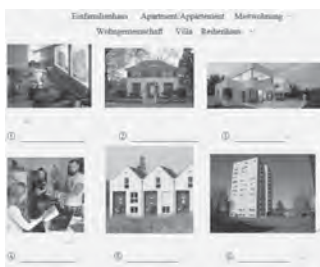 Einfamilienhaus Apartment/Appartement Mietwohnung
Wohngemeinschaft Villa Reihenhaus
① ② ③
④ ⑤ ⑥